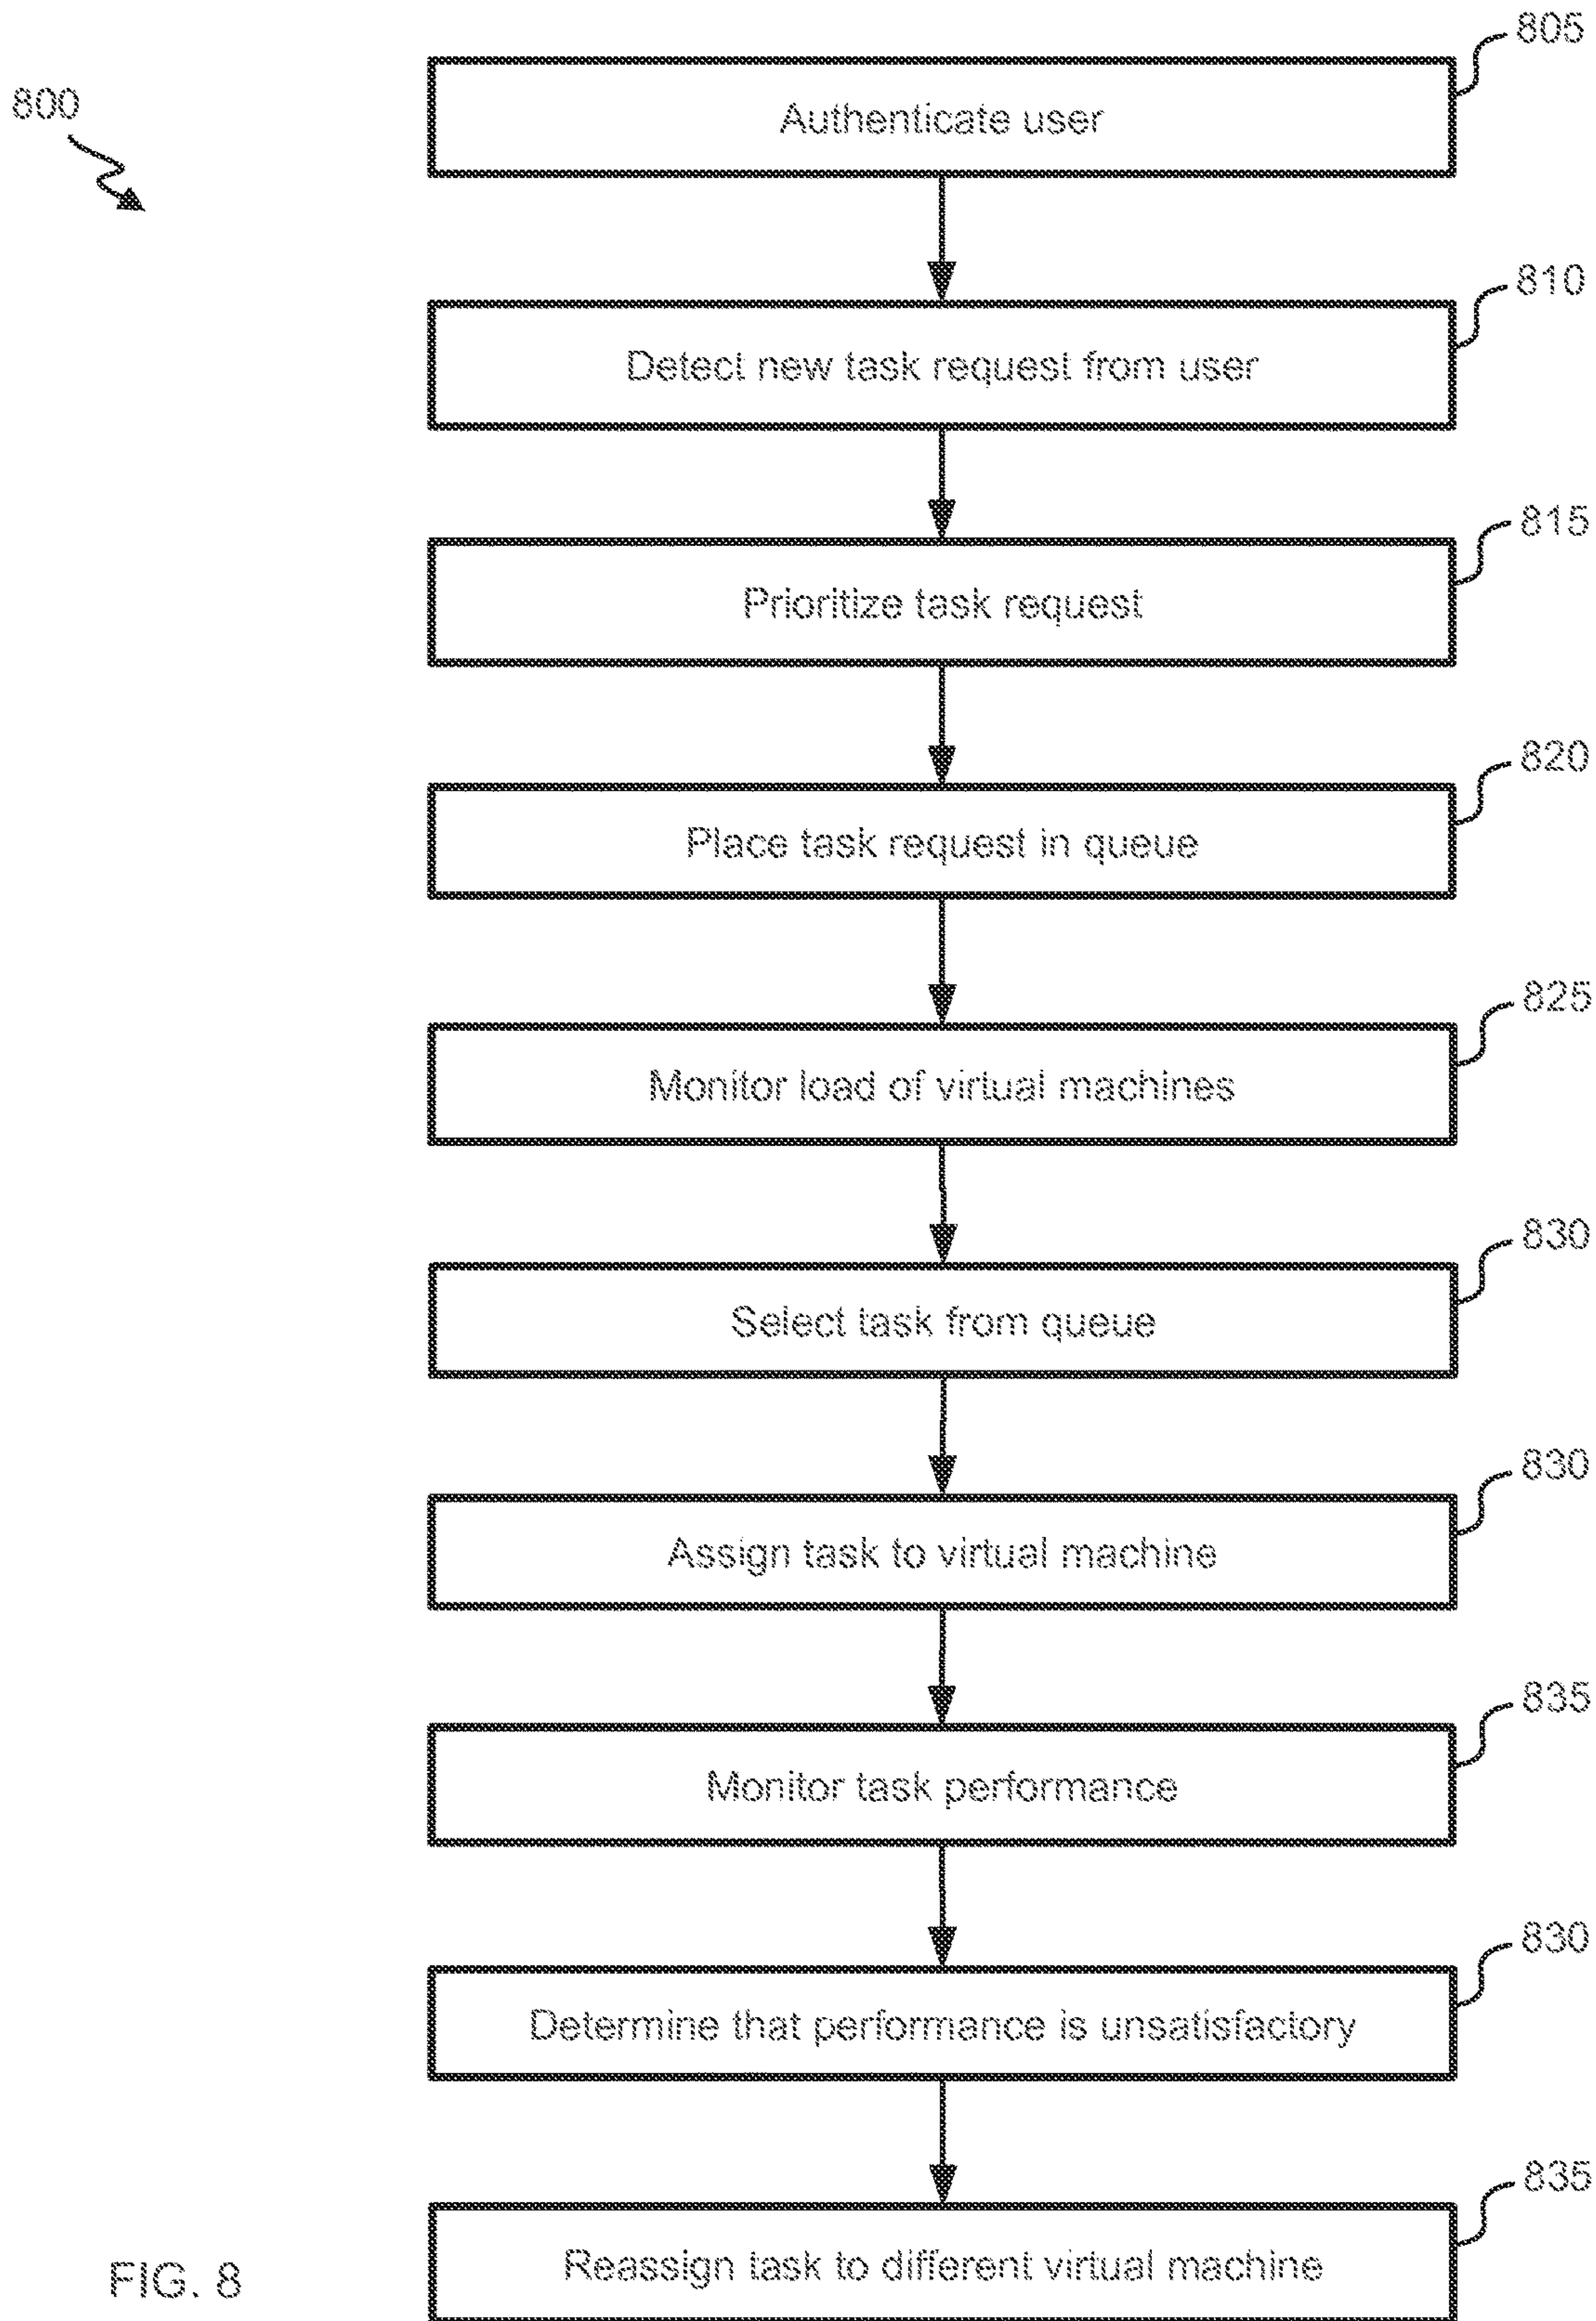 800
805
Authenticate user
810
Detect new task request from user
815
Prioritize task request
820
Place task request in queue
825
Monitor load of virtual machines
830
Select task from queue
830
Assign task to virtual machine
835
Monitor task performance
830
Determine that performance is unsatisfactory
835
Reassign task to different virtual machine
FIG. 8